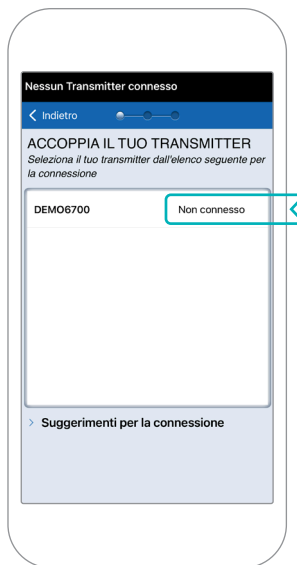 Nessun Transmitter connesso
Indietro
ACCOPPIA IL TUO TRANSMITTER
Seleziona il tuo transmitter dall'elenco seguente per
la connessione
DEMO6700 Non connesso
Suggerimenti per la connessione